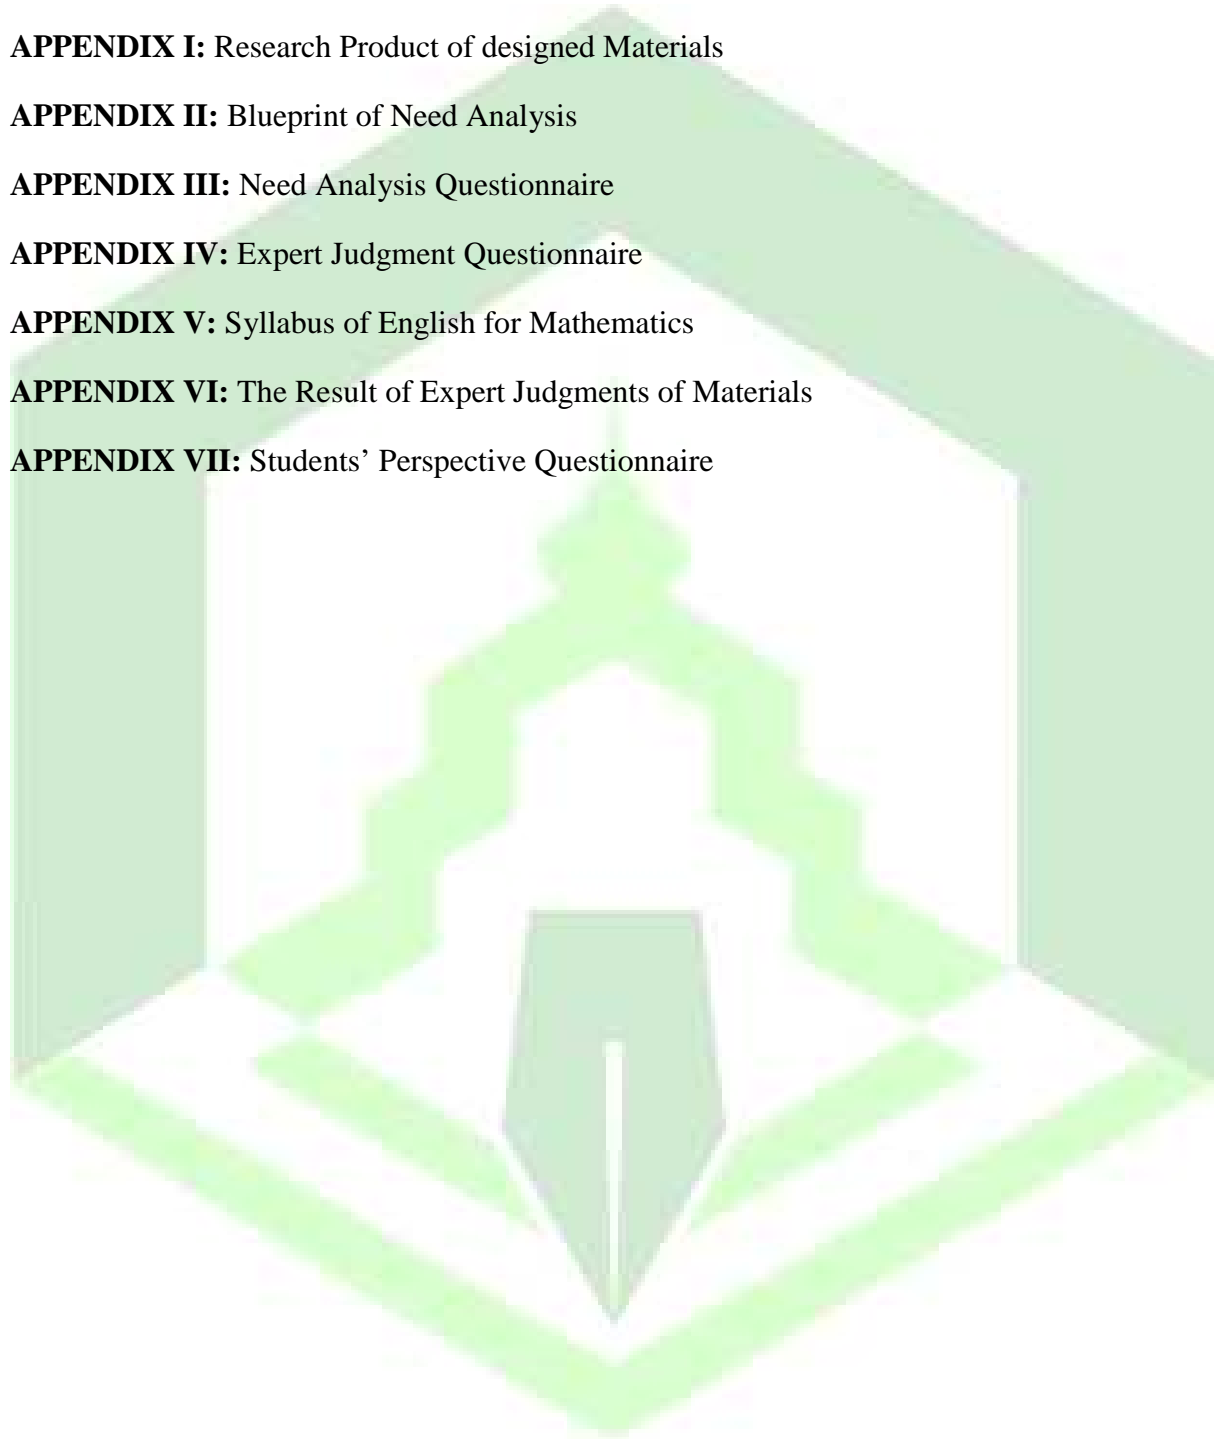 APPENDIX I: Research Product of designed Materials
APPENDIX II: Blueprint of Need Analysis
APPENDIX III: Need Analysis Questionnaire
APPENDIX IV: Expert Judgment Questionnaire
APPENDIX V: Syllabus of English for Mathematics
APPENDIX VI: The Result of Expert Judgments of Materials
APPENDIX VII: Students’ Perspective Questionnaire